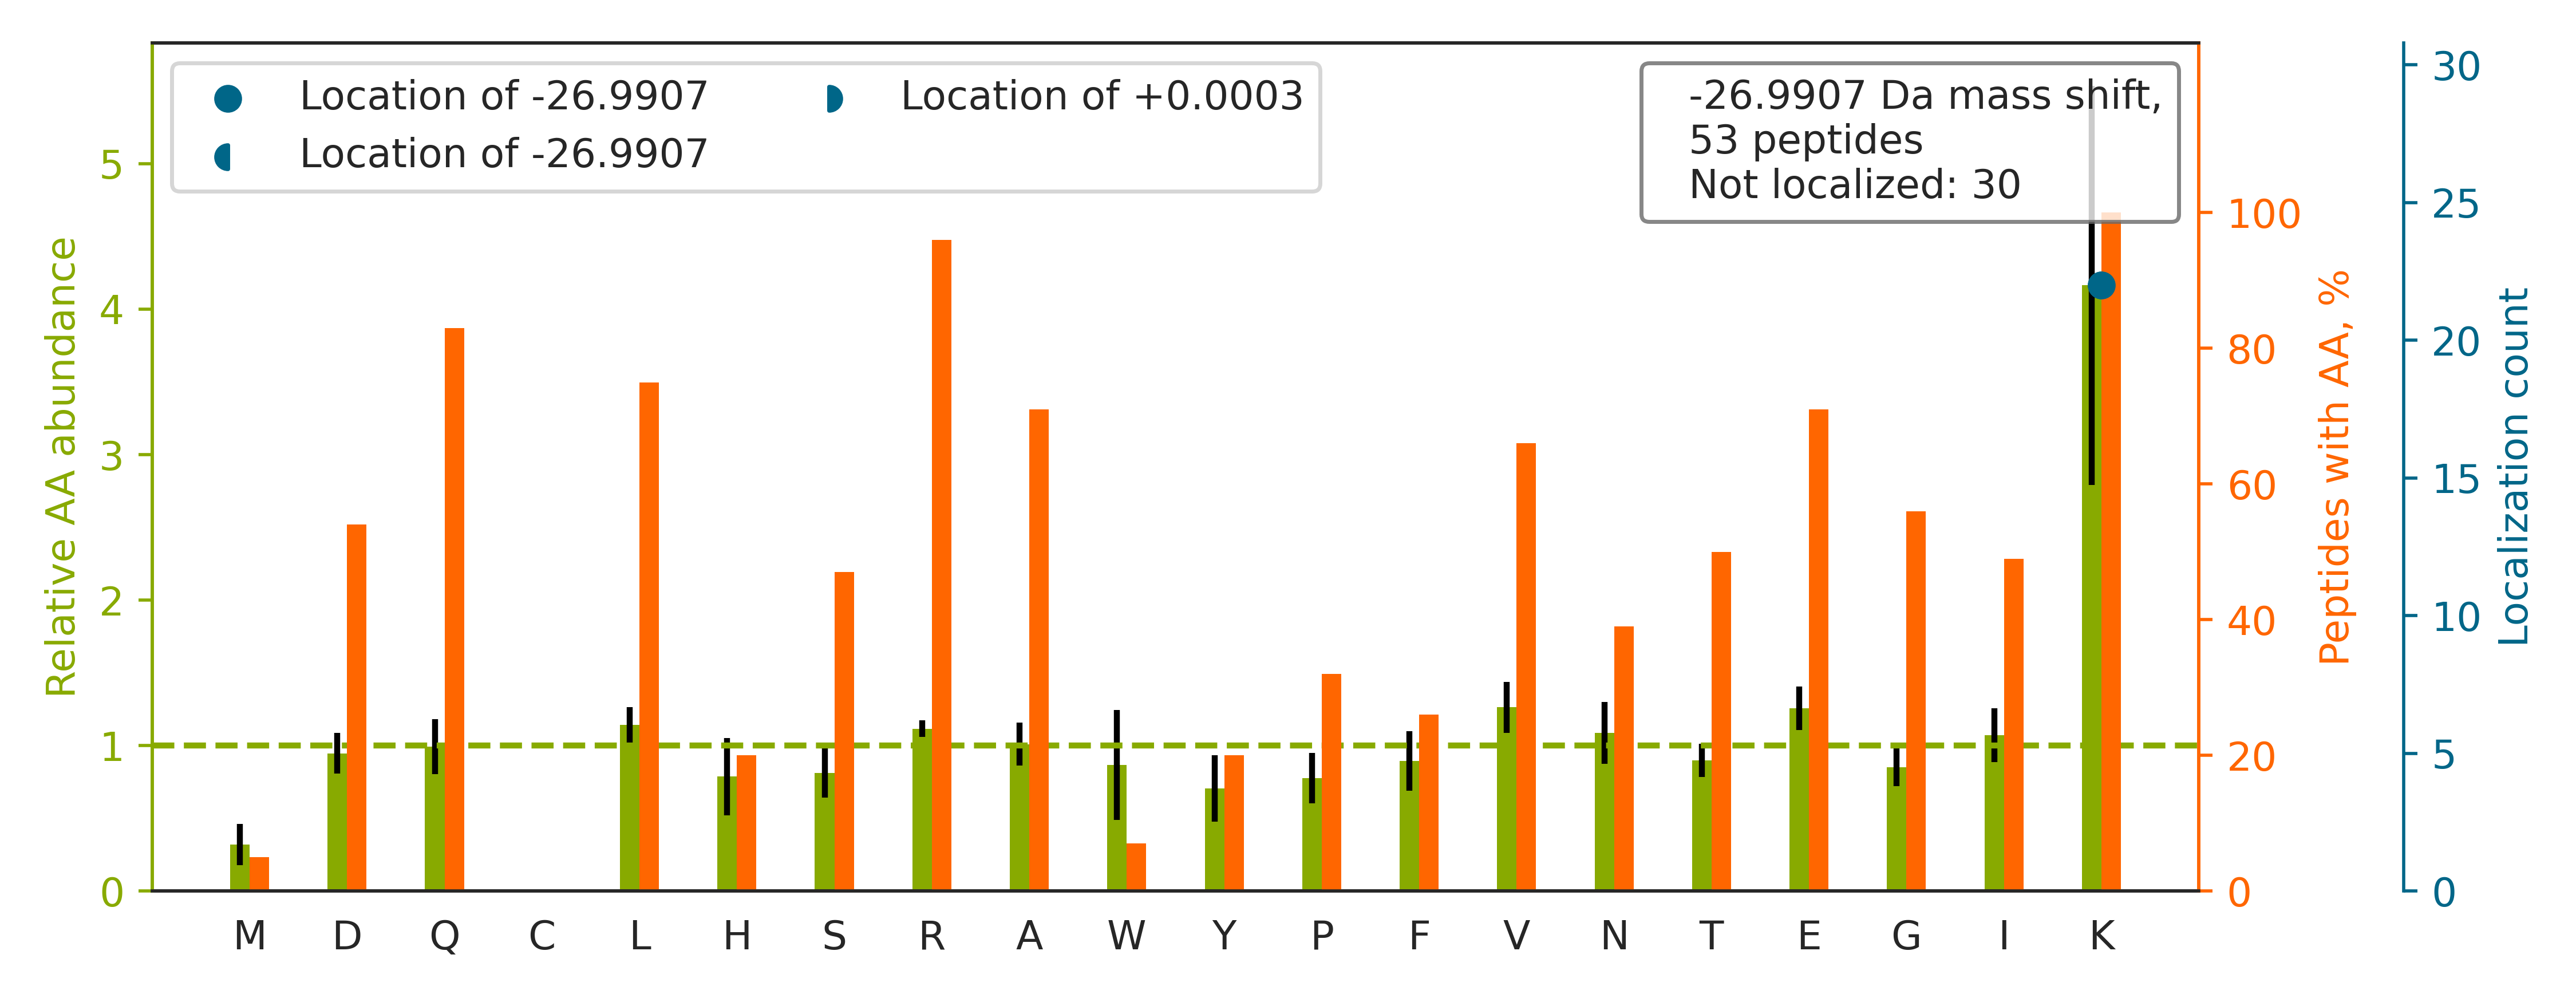 Location of -26.9907
Location of -26.9907
Location of +0.0003
-26.9907 Da mass shift,
53 peptides
Not localized: 30
Relative AA abundance
5
4
3
2
1
0
100
80
60
40
20
0
Peptides with AA, %
30
25
20
15
10
5
0
Localization count
M D Q C L H S R A W Y P F V N T E G I K